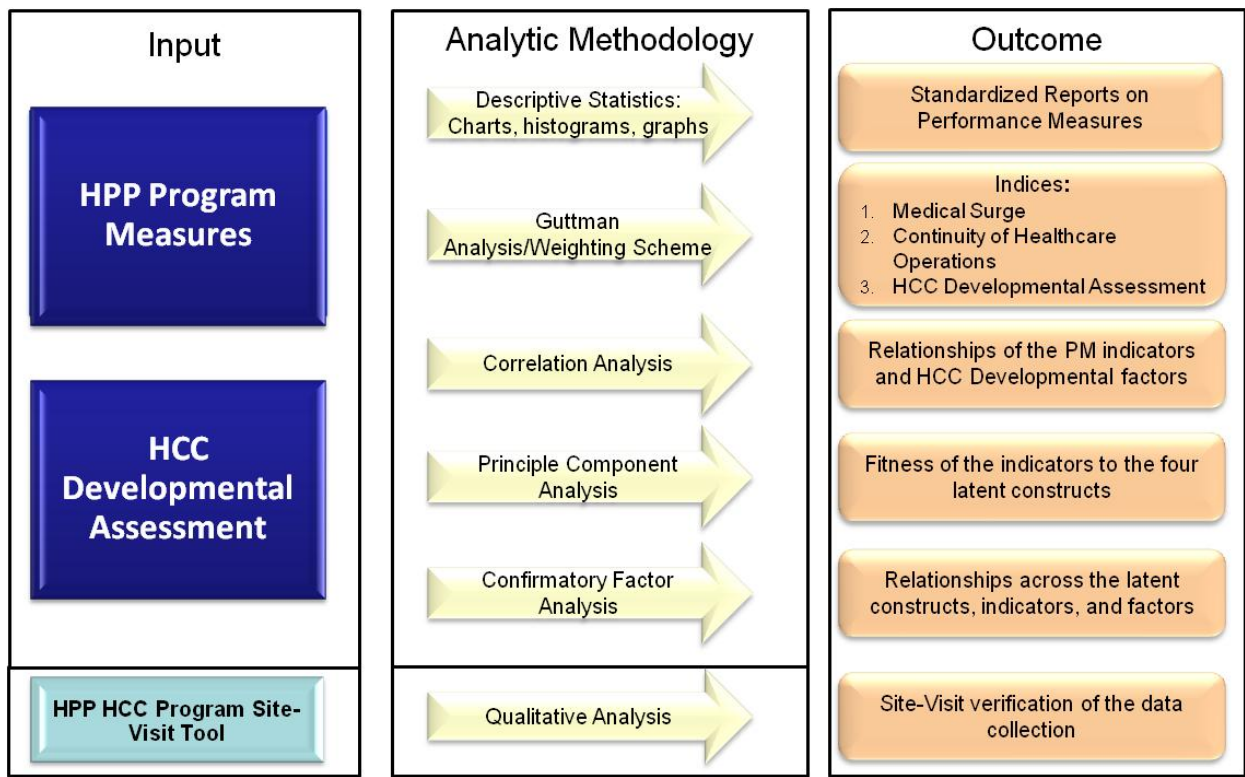 Input
HPP Program
Measures
HCC
Developmental
Assessment
HPP HCC Program Site-
Visit Tool
Analytic Methodology
Descriptive Statistics:
Charts, histograms, graphs
Guttman
Analysis/Weighting Scheme
Correlation Analysis
Principle Component
Analysis
Confirmatory Factor
Analysis
Qualitative Analysis
Outcome
Standardized Reports on
Performance Measures
Indices:
1. Medical Surge
2. Continuity of Healthcare
Operations
3. HCC Developmental Assessment
Relationships of the PM indicators
and HCC Developmental factors
Fitness of the indicators to the four
latent constructs
Relationships across the latent
constructs, indicators, and factors
Site-Visit verification of the data
collection